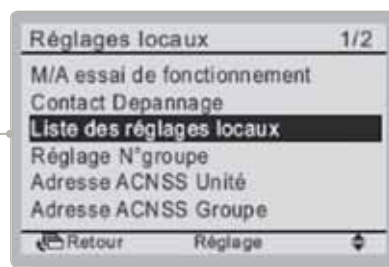 Réglages locaux 1/2
M/A essai de fonctionnement
Contact Depannage
Liste des réglages locaux
Réglage N°groupe
Adresse ACNSS Unité
Adresse ACNSS Groupe
Retour Réglage